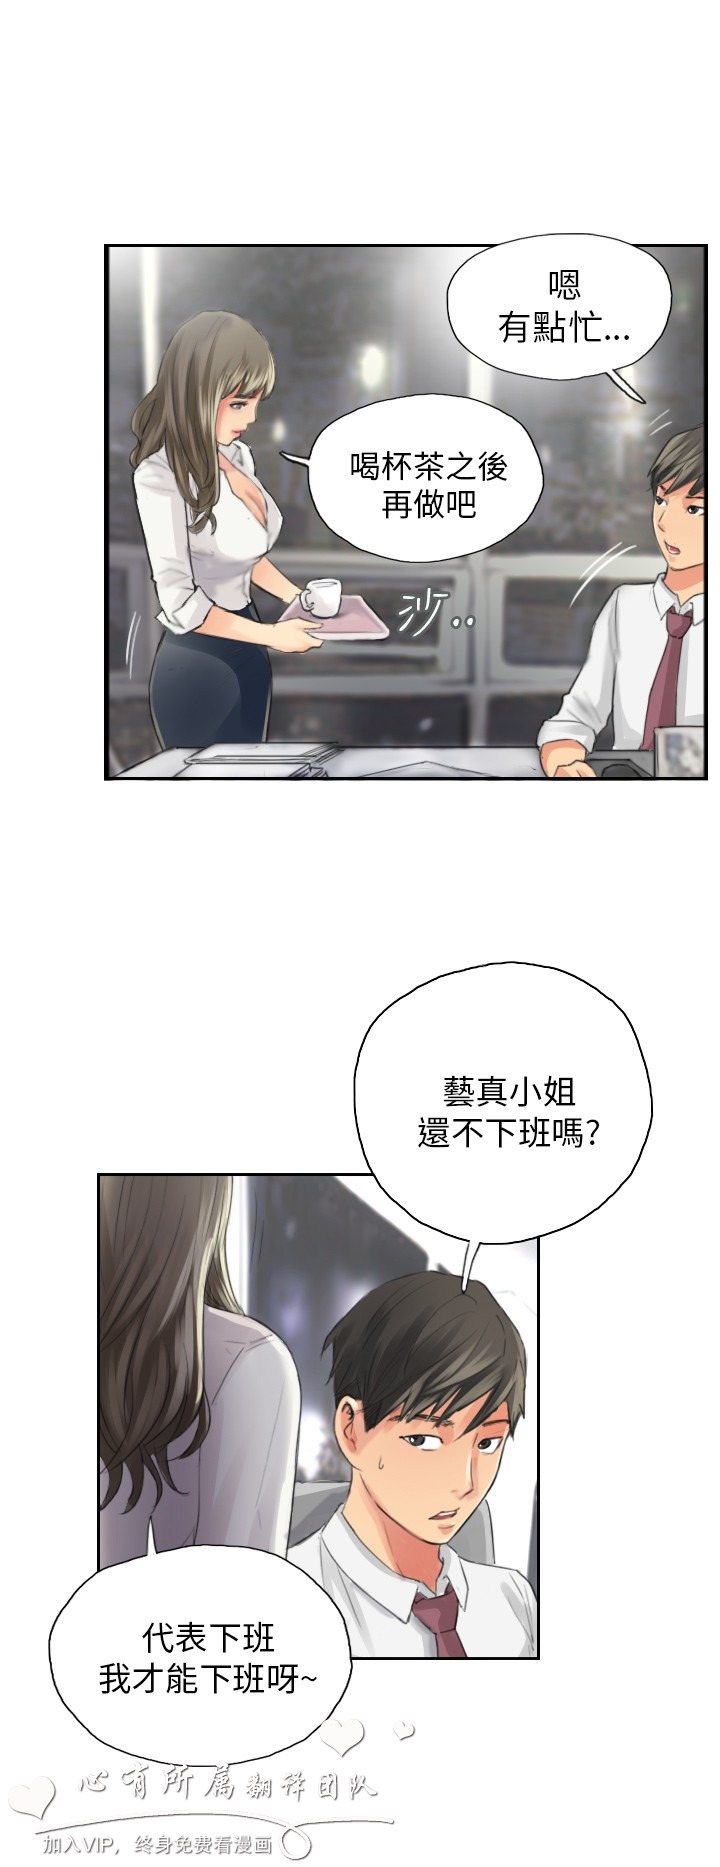 嗯
有點忙...
喝杯茶之後
再做吧
沙..
藝真小姐
還不下班嗎?
代表下班
我才能下班呀~
心有所属翻译团队
加入VIP，终身免费看漫画